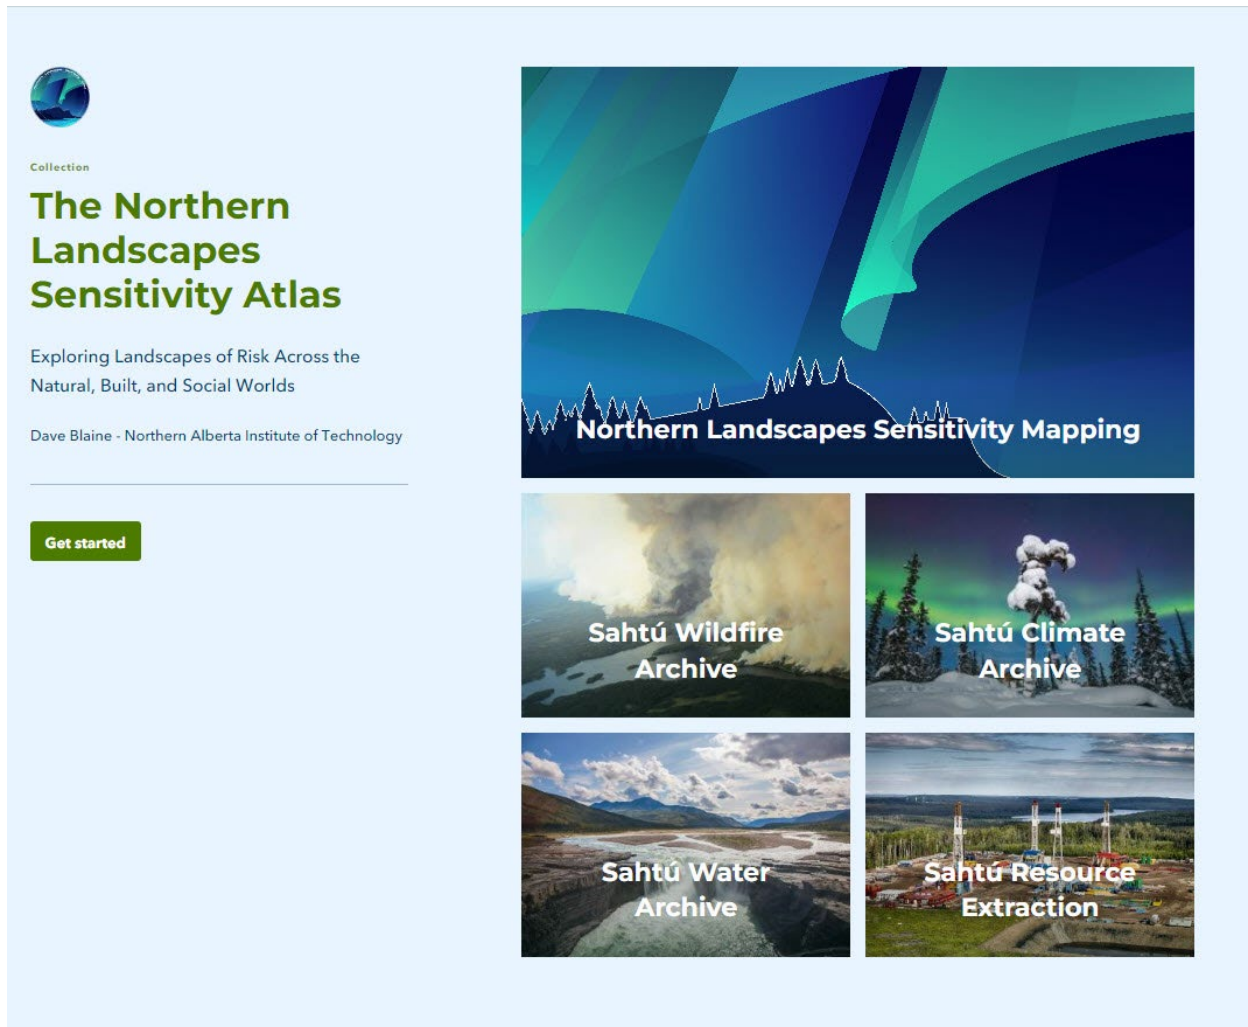 Collection
The Northern
Landscapes
Sensitivity Atlas
Exploring Landscapes of Risk Across the
Natural, Built, and Social Worlds
Dave Blaine - Northern Alberta Institute of Technology
Get started
Northern Landscapes Sensitivity Mapping
Sahtú Wildfire
Archive
Sahtú Climate
Archive
Sahtú Water
Archive
Sahtú Resource
Extraction